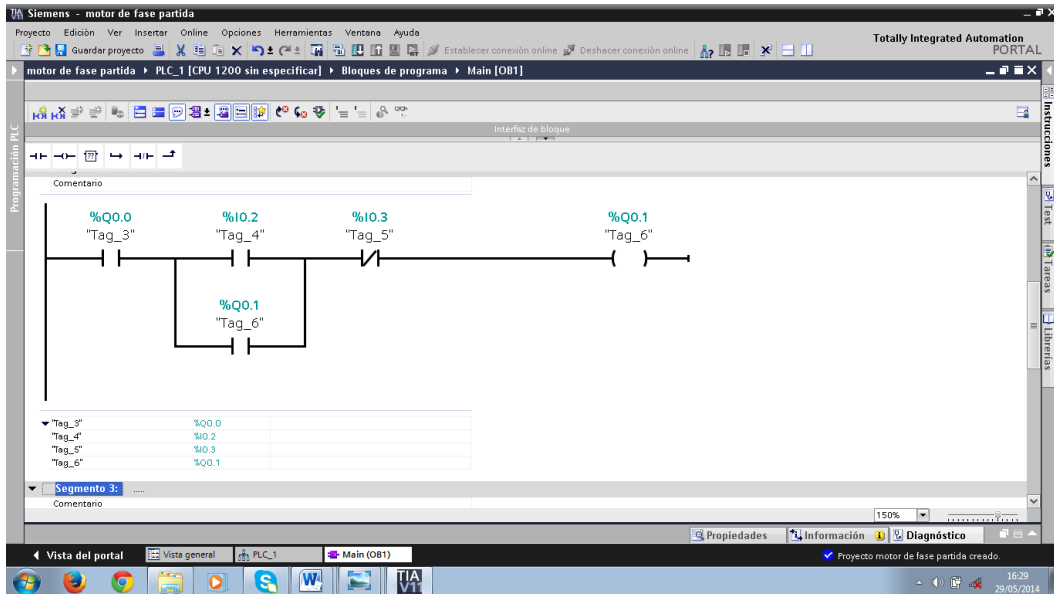 Siemens - motor de fase partida
Proyecto Edición Ver Insertar Online Opciones Herramientas Ventana Ayuda
Guardar proyecto Establecer conexión online Deshacer conexión online
Totally Integrated Automation
PORTAL
motor de fase partida PLC_1 [CPU 1200 sin especificar] Bloques de programa Main [OB1]
Interfaz de bloque
Programación PLC
Instrucciones
Test
Tareas
Librerías
Comentario
%Q0.0 %I0.2 %I0.3 %Q0.1
"Tag_3" "Tag_4" "Tag_5" "Tag_6"
%Q0.1
"Tag_6"
"Tag_3" %Q0.0
"Tag_4" %I0.2
"Tag_5" %I0.3
"Tag_6" %Q0.1
Segmento 3: .....
Comentario
150%
Propiedades Información Diagnóstico
Vista del portal Vista general PLC_1 Main (OB1) Proyecto motor de fase partida creado.
TIA
V11
16:29
29/05/2014